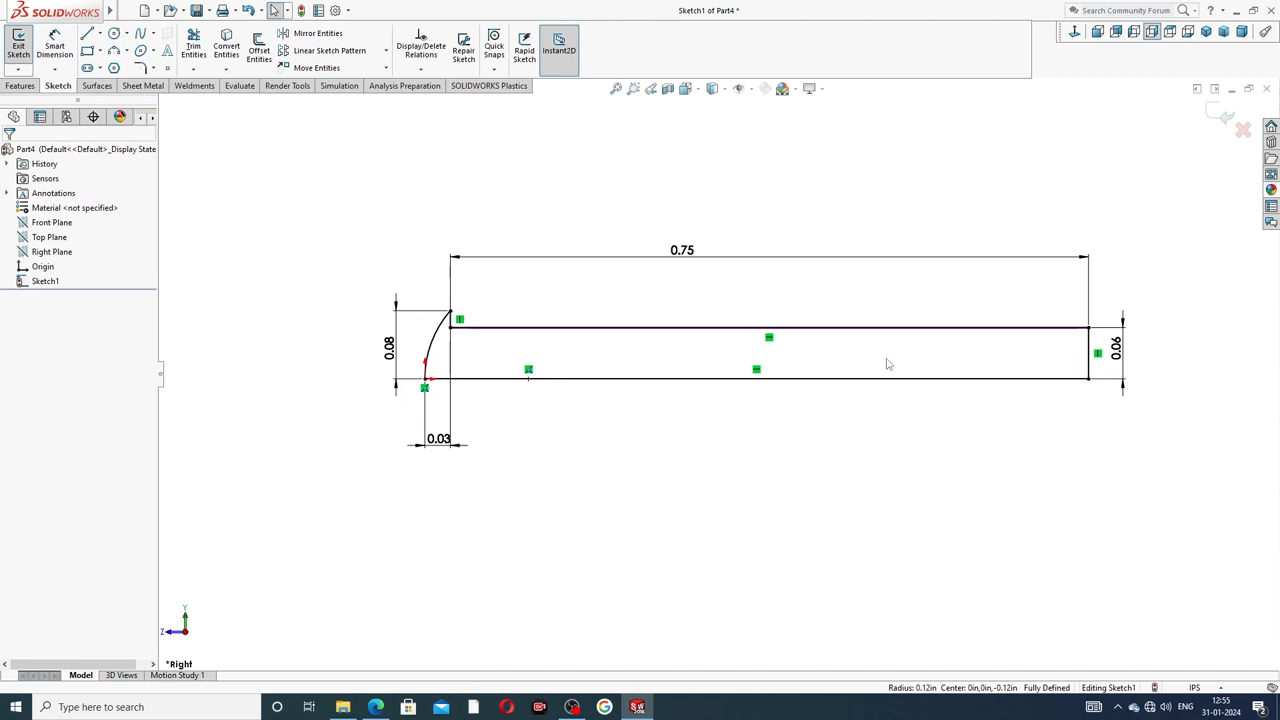 SOLIDWORKS
Sketch1 of Part4 *
Search Community Forum
Exit Sketch
Smart Dimension
Trim Entities
Convert Entities
Offset Entities
Mirror Entities
Linear Sketch Pattern
Move Entities
Display/Delete Relations
Repair Sketch
Quick Snaps
Rapid Sketch
Instant2D
Features
Sketch
Surfaces
Sheet Metal
Weldments
Evaluate
Render Tools
Simulation
Analysis Preparation
SOLIDWORKS Plastics
Part4 (Default<<Default>_Display State
History
Sensors
Annotations
Material <not specified>
Front Plane
Top Plane
Right Plane
Origin
Sketch1
0.75
0.08
0.06
0.03
Y
Z
*Right
Model
3D Views
Motion Study 1
Radius: 0.12in Center: 0in,0in,-0.12in
Fully Defined
Editing Sketch1
IPS
Type here to search
ENG
12:55
31-01-2024
2